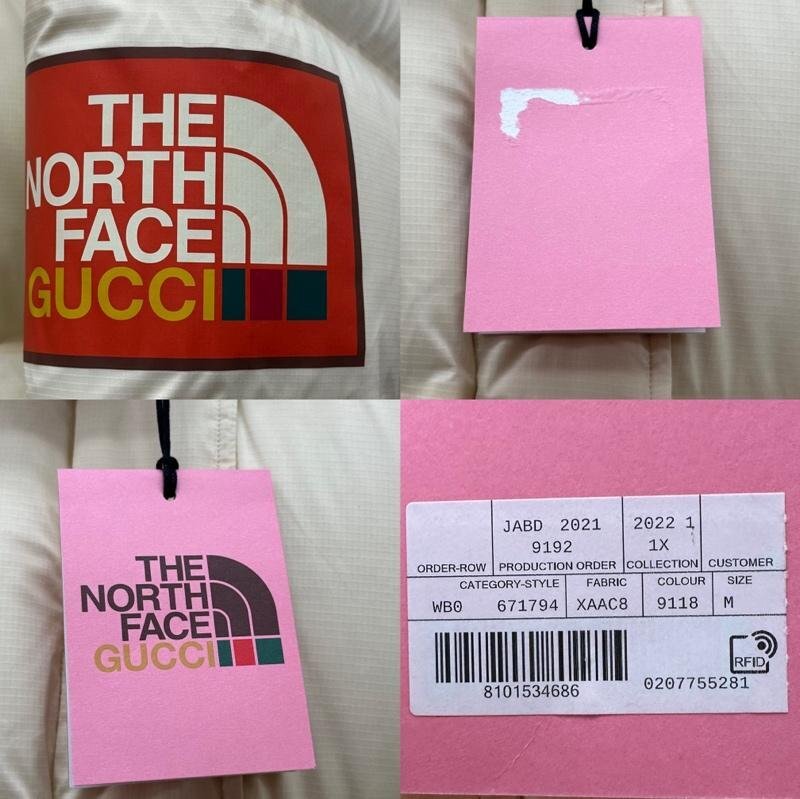 THE
NORTH
FACE
GUCCI
THE
NORTH
FACE
GUCCI
JABD 2021 2022 1
9192 1X
ORDER-ROW PRODUCTION ORDER COLLECTION CUSTOMER
CATEGORY-STYLE FABRIC COLOUR SIZE
WB0 671794 XAAC8 9118 M
8101534686 0207755281
RFID